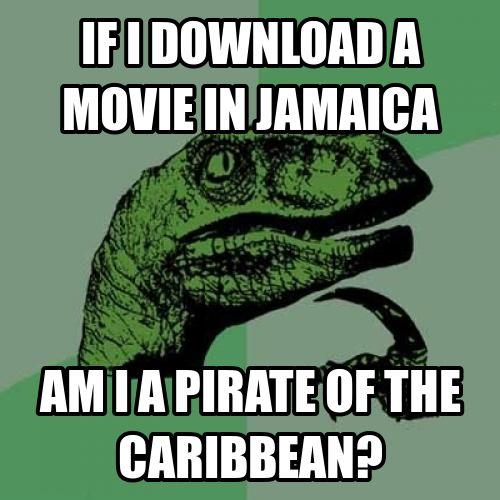 IF I DOWNLOAD A
MOVIE IN JAMAICA
AM I A PIRATE OF THE
CARIBBEAN?